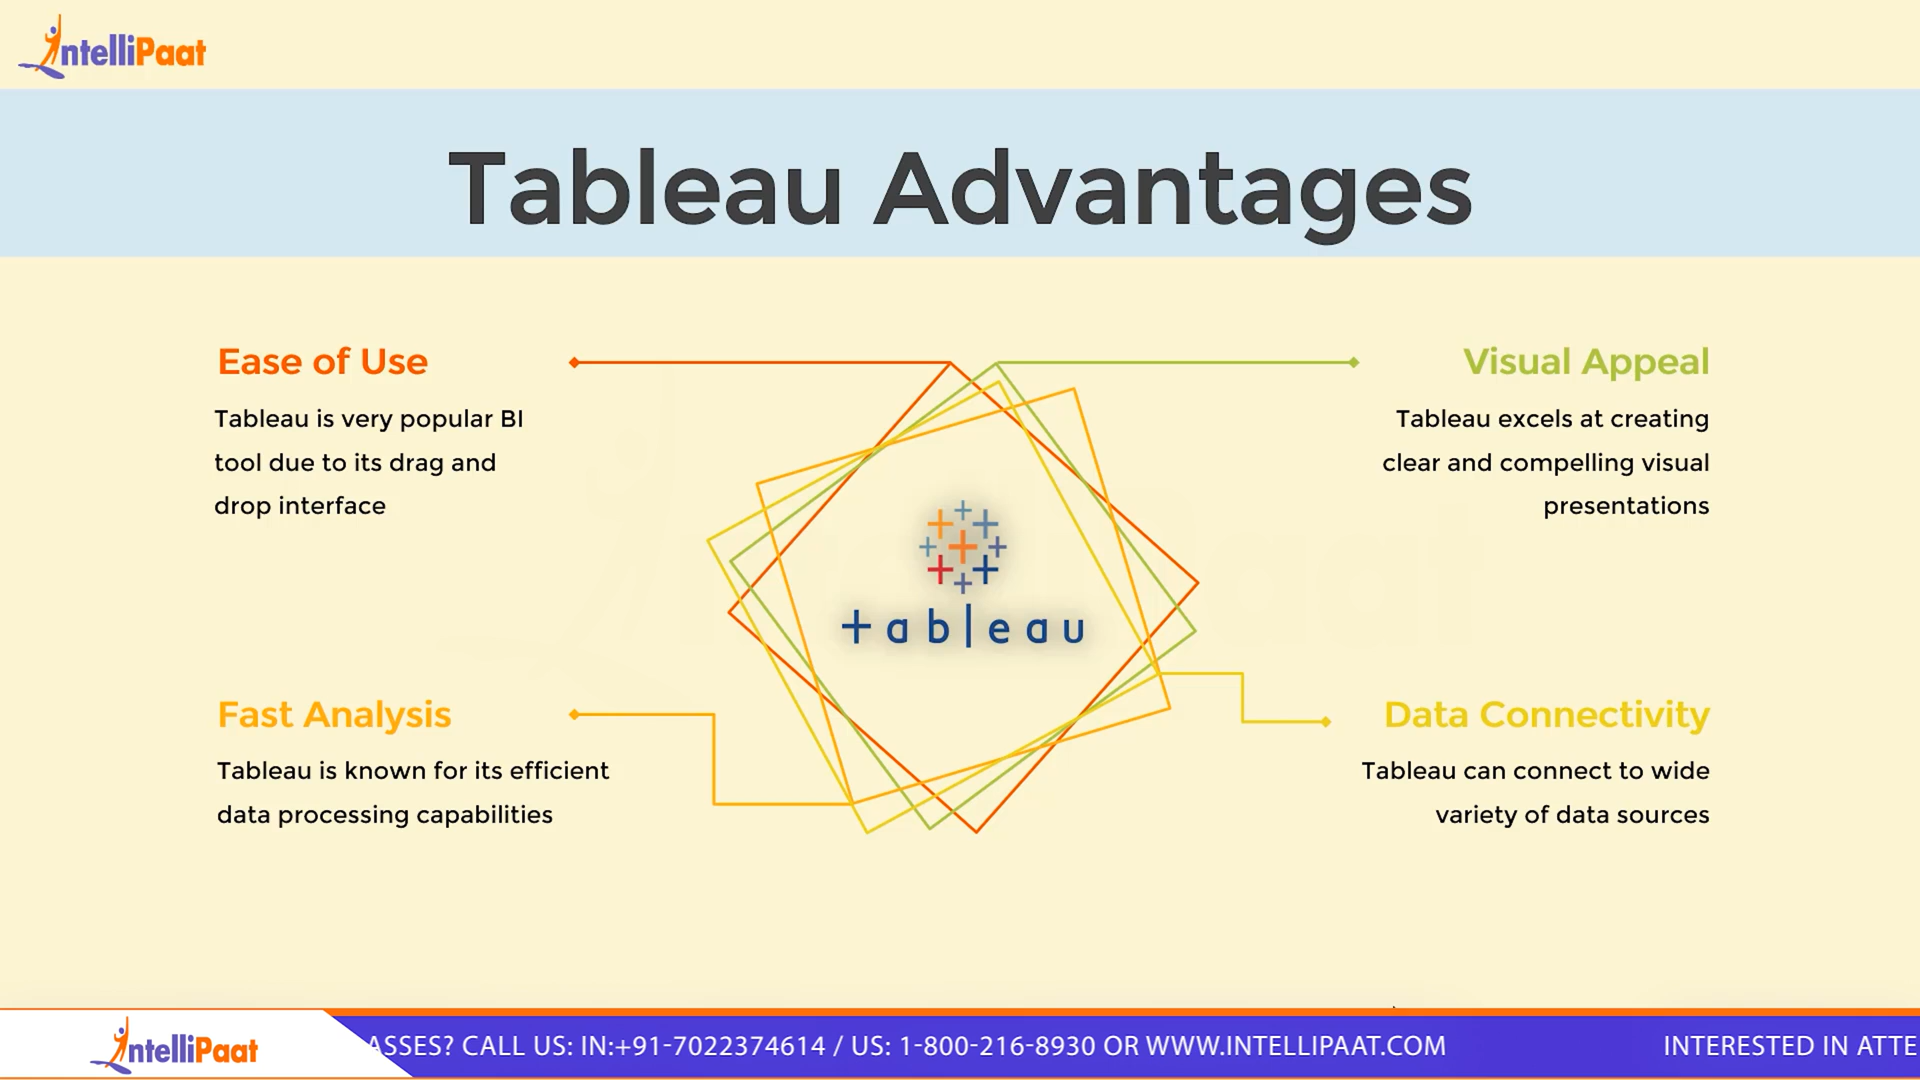 IntelliPaat
Tableau Advantages
Ease of Use
Tableau is very popular BI
tool due to its drag and
drop interface
Visual Appeal
Tableau excels at creating
clear and compelling visual
presentations
tableau
Fast Analysis
Tableau is known for its efficient
data processing capabilities
Data Connectivity
Tableau can connect to wide
variety of data sources
IntelliPaat
ASSES? CALL US: IN:+91-7022374614 / US: 1-800-216-8930 OR WWW.INTELLIPAAT.COM INTERESTED IN ATTE